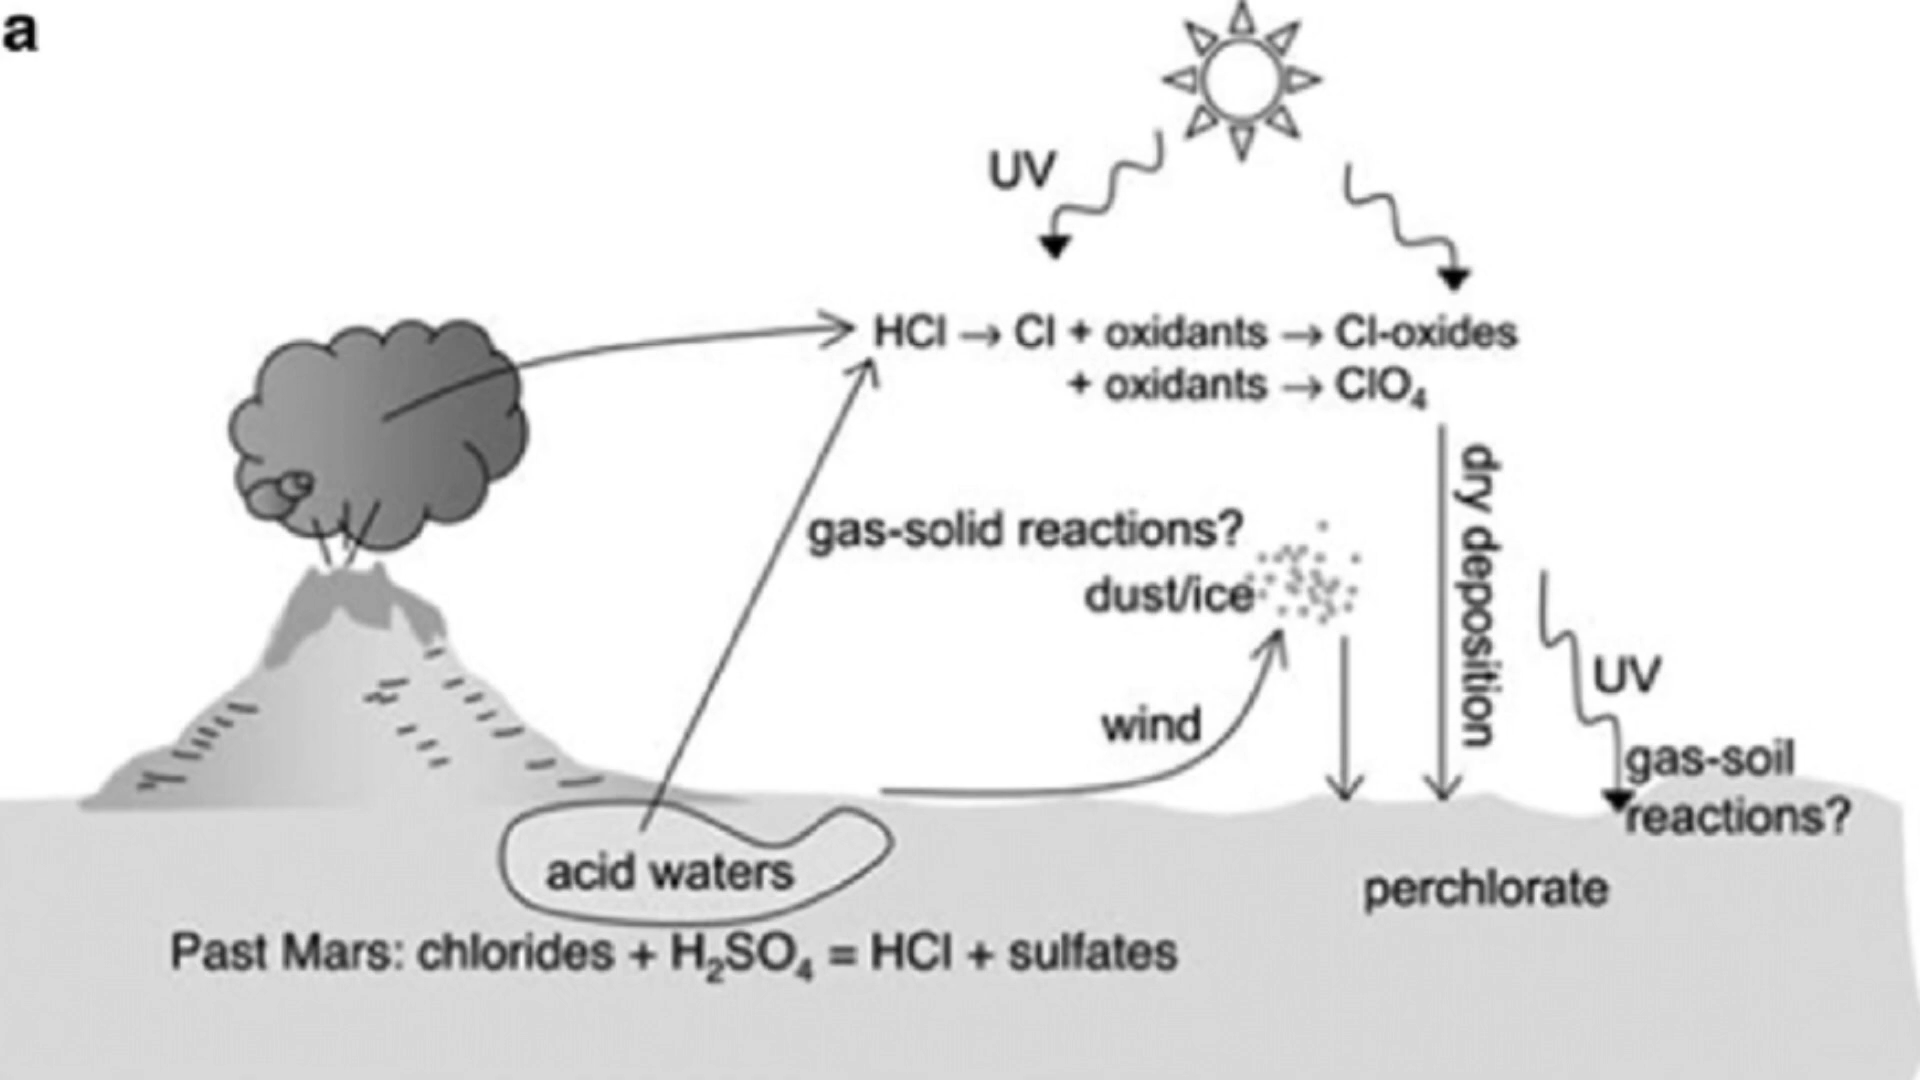 a
UV
HCl → Cl + oxidants → Cl-oxides
+ oxidants → ClO₄
gas-solid reactions?
dust/ice
dry deposition
wind
UV
gas-soil
reactions?
acid waters
perchlorate
Past Mars: chlorides + H₂SO₄ = HCl + sulfates